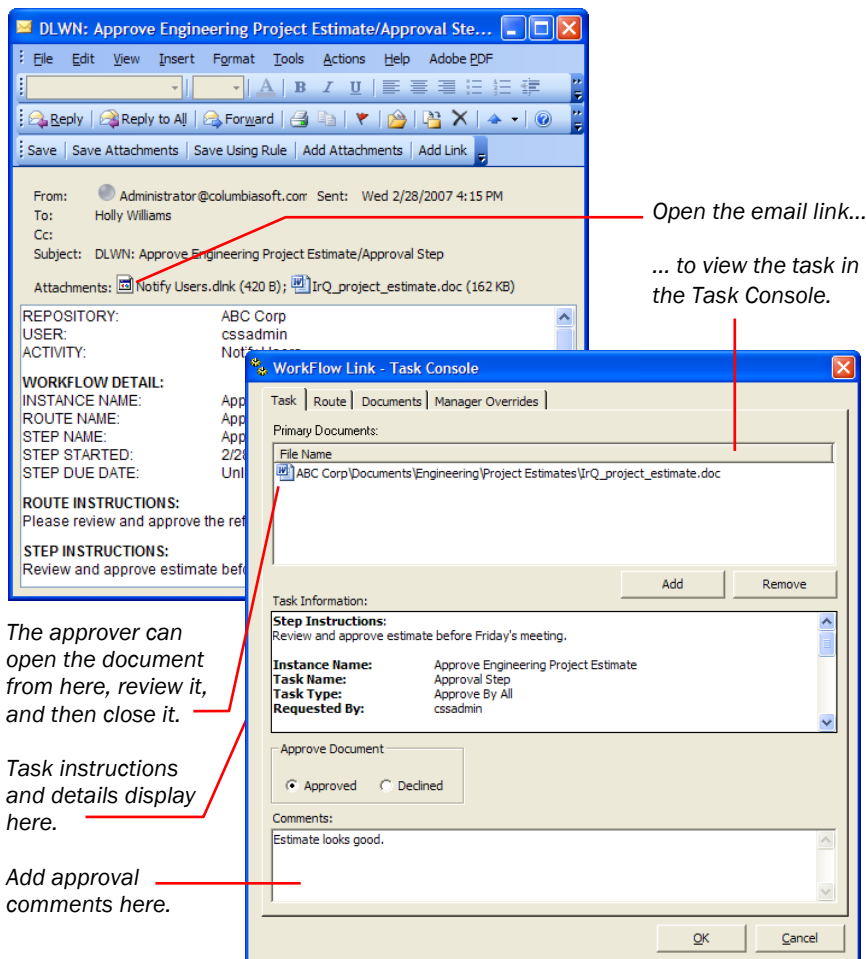 DLWN: Approve Engineering Project Estimate/Approval Ste...
File Edit View Insert Format Tools Actions Help Adobe PDF
A B I U
Reply Reply to All Forward
Save Save Attachments Save Using Rule Add Attachments Add Link
From: Administrator@columbiasoft.com Sent: Wed 2/28/2007 4:15 PM
To: Holly Williams
Cc:
Subject: DLWN: Approve Engineering Project Estimate/Approval Step
Attachments: Notify Users.dlnk (420 B); IrQ_project_estimate.doc (162 KB)
REPOSITORY: ABC Corp
USER: cssadmin
ACTIVITY: Notify Users
WORKFLOW DETAIL:
INSTANCE NAME: App
ROUTE NAME: App
STEP NAME: App
STEP STARTED: 2/28
STEP DUE DATE: Unl
ROUTE INSTRUCTIONS:
Please review and approve the ref
STEP INSTRUCTIONS:
Review and approve estimate befo
Open the email link...
... to view the task in
the Task Console.
WorkFlow Link - Task Console
Task Route Documents Manager Overrides
Primary Documents:
File Name
ABC Corp\Documents\Engineering\Project Estimates\IrQ_project_estimate.doc
Add Remove
Task Information:
Step Instructions:
Review and approve estimate before Friday's meeting.
Instance Name: Approve Engineering Project Estimate
Task Name: Approval Step
Task Type: Approve By All
Requested By: cssadmin
Approve Document
Approved Declined
Comments:
Estimate looks good.
OK Cancel
The approver can
open the document
from here, review it,
and then close it.
Task instructions
and details display
here.
Add approval
comments here.